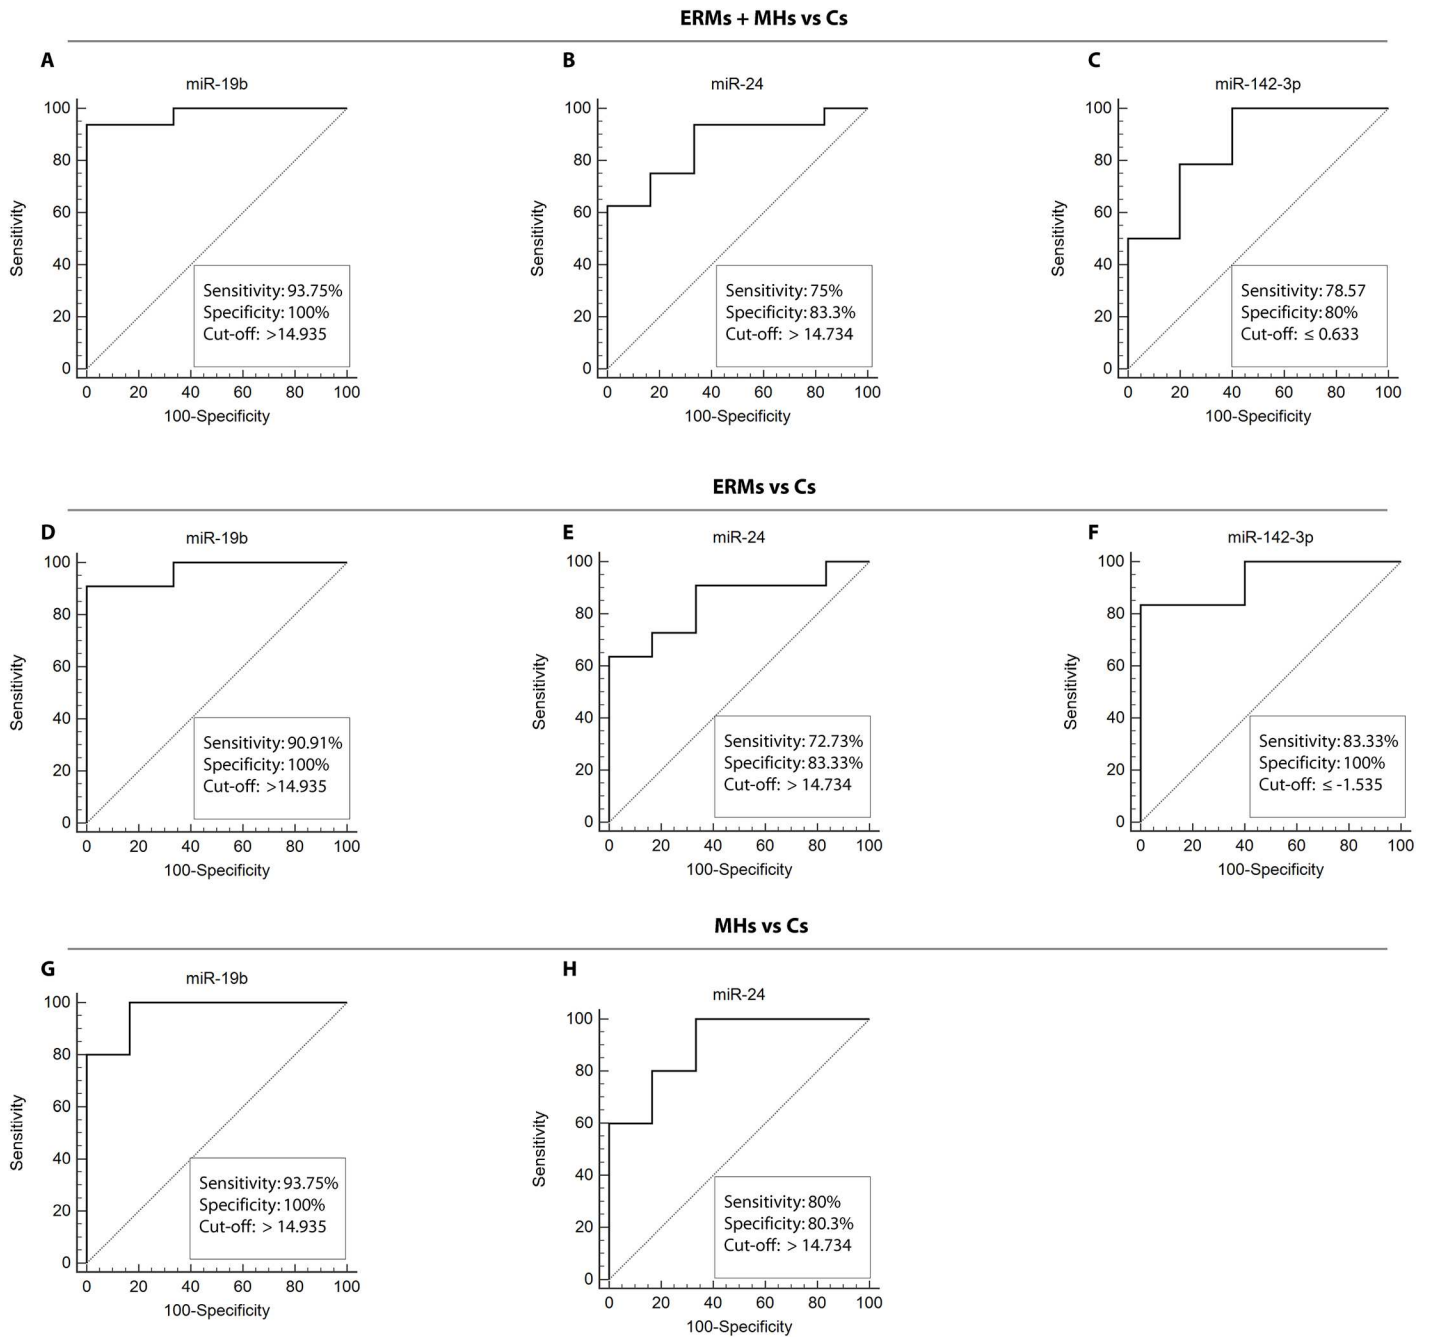 ERMs + MHs vs Cs
A
miR-19b
Sensitivity
100
80
60
40
20
0
Sensitivity: 93.75%
Specificity: 100%
Cut-off: >14.935
0 20 40 60 80 100
100-Specificity
B
miR-24
Sensitivity
100
80
60
40
20
0
Sensitivity: 75%
Specificity: 83.3%
Cut-off: > 14.734
0 20 40 60 80 100
100-Specificity
C
miR-142-3p
Sensitivity
100
80
60
40
20
0
Sensitivity: 78.57
Specificity: 80%
Cut-off: ≤ 0.633
0 20 40 60 80 100
100-Specificity
ERMs vs Cs
D
miR-19b
Sensitivity
100
80
60
40
20
0
Sensitivity: 90.91%
Specificity: 100%
Cut-off: >14.935
0 20 40 60 80 100
100-Specificity
E
miR-24
Sensitivity
100
80
60
40
20
0
Sensitivity: 72.73%
Specificity: 83.33%
Cut-off: > 14.734
0 20 40 60 80 100
100-Specificity
F
miR-142-3p
Sensitivity
100
80
60
40
20
0
Sensitivity: 83.33%
Specificity: 100%
Cut-off: ≤ -1.535
0 20 40 60 80 100
100-Specificity
MHs vs Cs
G
miR-19b
Sensitivity
100
80
60
40
20
0
Sensitivity: 93.75%
Specificity: 100%
Cut-off: > 14.935
0 20 40 60 80 100
100-Specificity
H
miR-24
Sensitivity
100
80
60
40
20
0
Sensitivity: 80%
Specificity: 80.3%
Cut-off: > 14.734
0 20 40 60 80 100
100-Specificity